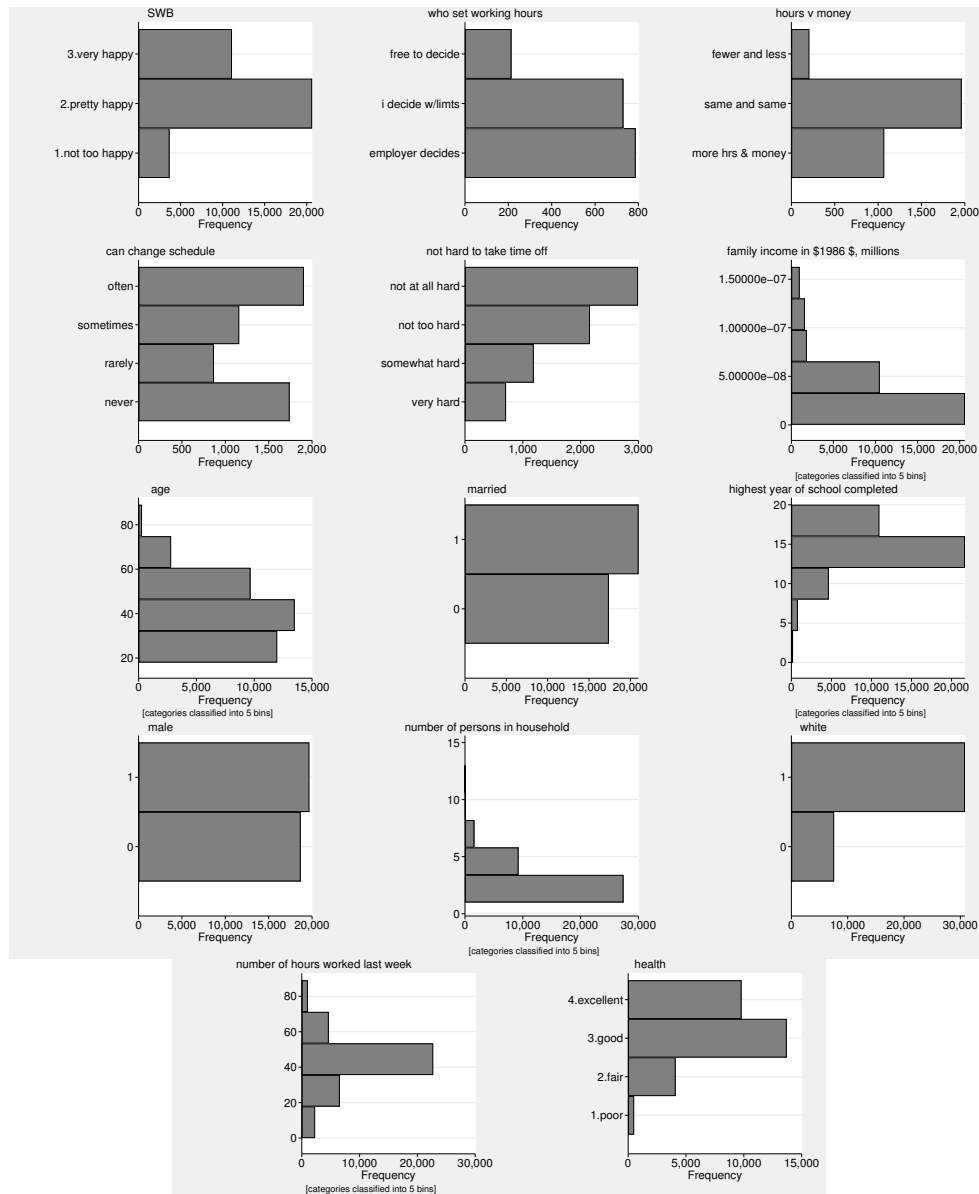 SWB
3.very happy
2.pretty happy
1.not too happy
0 5,000 10,000 15,000 20,000
Frequency
who set working hours
free to decide
i decide w/limts
employer decides
0 200 400 600 800
Frequency
hours v money
fewer and less
same and same
more hrs & money
0 500 1,000 1,500 2,000
Frequency
can change schedule
often
sometimes
rarely
never
0 500 1,000 1,500 2,000
Frequency
not hard to take time off
not at all hard
not too hard
somewhat hard
very hard
0 1,000 2,000 3,000
Frequency
family income in $1986 $, millions
1.50000e−07
1.00000e−07
5.00000e−08
0
0 5,000 10,000 15,000 20,000
Frequency
[categories classified into 5 bins]
age
80
60
40
20
0 5,000 10,000 15,000
Frequency
[categories classified into 5 bins]
married
1
0
0 5,000 10,000 15,000 20,000
Frequency
highest year of school completed
20
15
10
5
0
0 5,000 10,000 15,000 20,000
Frequency
[categories classified into 5 bins]
male
1
0
0 5,000 10,000 15,000 20,000
Frequency
number of persons in household
15
10
5
0
0 10,000 20,000 30,000
Frequency
[categories classified into 5 bins]
white
1
0
0 10,000 20,000 30,000
Frequency
number of hours worked last week
80
60
40
20
0
0 10,000 20,000 30,000
Frequency
[categories classified into 5 bins]
health
4.excellent
3.good
2.fair
1.poor
0 5,000 10,000 15,000
Frequency